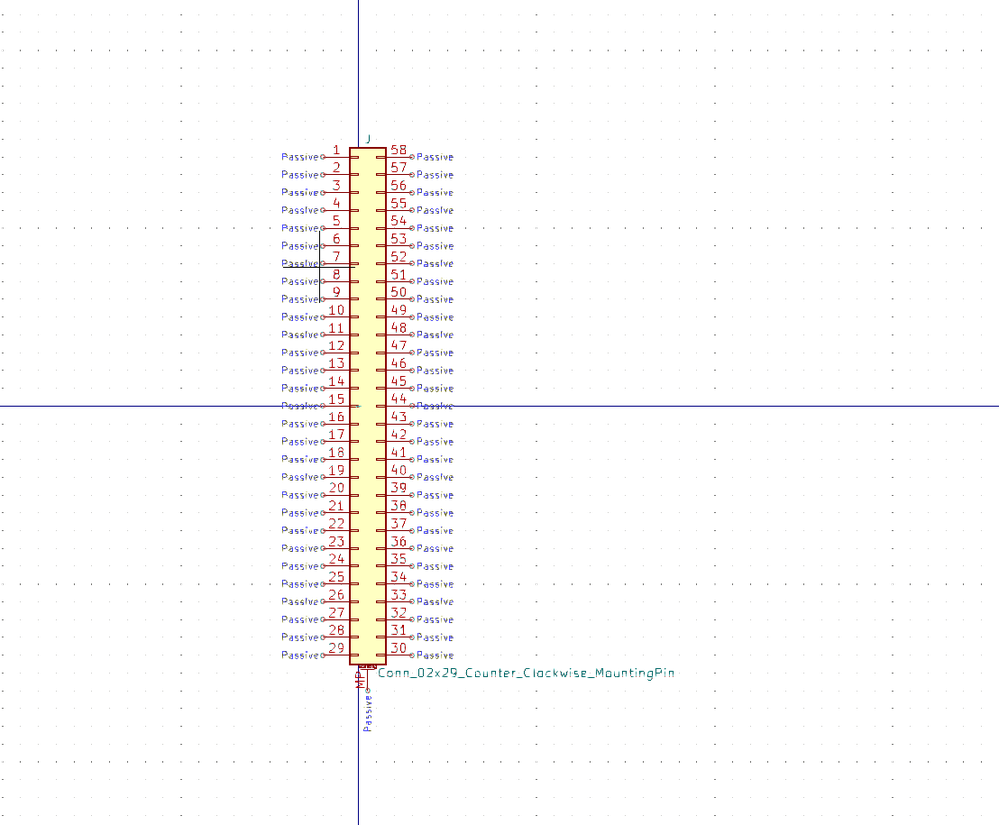 J
Passive 1 58 Passive
Passive 2 57 Passive
Passive 3 56 Passive
Passive 4 55 Passive
Passive 5 54 Passive
Passive 6 53 Passive
Passive 7 52 Passive
Passive 8 51 Passive
Passive 9 50 Passive
Passive 10 49 Passive
Passive 11 48 Passive
Passive 12 47 Passive
Passive 13 46 Passive
Passive 14 45 Passive
Passive 15 44 Passive
Passive 16 43 Passive
Passive 17 42 Passive
Passive 18 41 Passive
Passive 19 40 Passive
Passive 20 39 Passive
Passive 21 38 Passive
Passive 22 37 Passive
Passive 23 36 Passive
Passive 24 35 Passive
Passive 25 34 Passive
Passive 26 33 Passive
Passive 27 32 Passive
Passive 28 31 Passive
Passive 29 30 Passive
Conn_02x29_Counter_Clockwise_MountingPin
MP
Passive